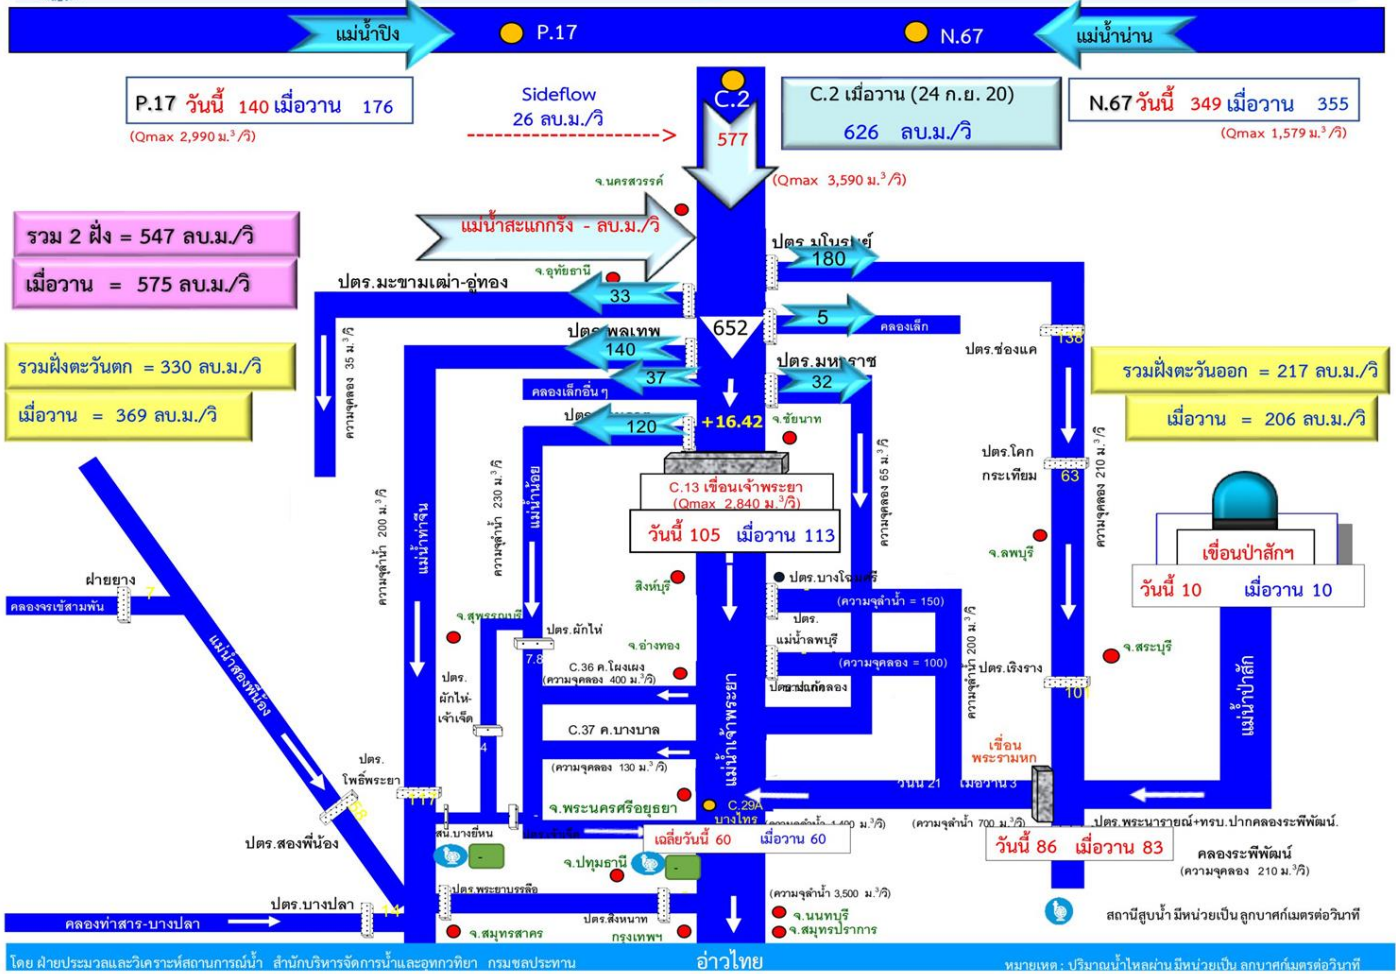 แม่น้ำปิง
P.17
N.67
แม่น้ำน่าน
P.17 วันนี้ 140 เมื่อวาน 176
(Qmax 2,990 ม.³/วิ)
Sideflow
26 ลบ.ม./วิ
C.2
577
C.2 เมื่อวาน (24 ก.ย. 20)
626 ลบ.ม./วิ
N.67 วันนี้ 349 เมื่อวาน 355
(Qmax 1,579 ม.³/วิ)
(Qmax 3,590 ม.³/วิ)
จ.นครสวรรค์
แม่น้ำสะแกกรัง - ลบ.ม./วิ
รวม 2 ฝั่ง = 547 ลบ.ม./วิ
เมื่อวาน = 575 ลบ.ม./วิ
จ.อุทัยธานี
ปตร.มะขามเฒ่า-อู่ทอง
33
ปตร.มโนรมย์
180
5
คลองเล็ก
652
ปตร.พลเทพ
140
ปตร.มหาราช
32
37
คลองเล็กอื่นๆ
120
+16.42
จ.ชัยนาท
ปตร.ช่องแค
138
รวมฝั่งตะวันตก = 330 ลบ.ม./วิ
เมื่อวาน = 369 ลบ.ม./วิ
รวมฝั่งตะวันออก = 217 ลบ.ม./วิ
เมื่อวาน = 206 ลบ.ม./วิ
ความจุคลอง 35 ม.³/วิ
ความจุลำน้ำ 200 ม.³/วิ
แม่น้ำท่าจีน
ความจุลำน้ำ 230 ม.³/วิ
แม่น้ำน้อย
C.13 เขื่อนเจ้าพระยา
(Qmax 2,840 ม.³/วิ)
วันนี้ 105 เมื่อวาน 113
ความจุคลอง 65 ม.³/วิ
ปตร.โคก
กระเทียม
63
ความจุคลอง 210 ม.³/วิ
จ.ลพบุรี
เขื่อนป่าสักฯ
วันนี้ 10 เมื่อวาน 10
ฝายยาง
7
คลองจรเข้สามพัน
แม่น้ำสองพี่น้อง
จ.สุพรรณบุรี
ปตร.ผักไห่
7.8
สิงห์บุรี
ปตร.บางโฉมศรี
(ความจุลำน้ำ = 150)
ปตร.
แม่น้ำลพบุรี
(ความจุคลอง = 100)
ความจุลำน้ำ 200 ม.³/วิ
จ.อ่างทอง
C.36 ค.โผงเผง
(ความจุคลอง 400 ม.³/วิ)
แม่น้ำเจ้าพระยา
ปตร.เริงราง
101
จ.สระบุรี
แม่น้ำป่าสัก
ปตร.
ผักไห่-
เจ้าเจ็ด
4
C.37 ค.บางบาล
(ความจุคลอง 130 ม.³/วิ)
เขื่อน
พระรามหก
วันนี้ 21 เมื่อวาน 3
ปตร.
โพธิ์พระยา
117
68
ปตร.สองพี่น้อง
จ.พระนครศรีอยุธยา
C.29A
บางไทร
(ความจุลำน้ำ 1,400 ม.³/วิ)
(ความจุลำน้ำ 700 ม.³/วิ)
ปตร.พระนารายณ์+ทรบ.ปากคลองระพีพัฒน์.
สน.บางยี่หน
เฉลี่ยวันนี้ 60 เมื่อวาน 60
วันนี้ 86 เมื่อวาน 83
คลองระพีพัฒน์
(ความจุคลอง 210 ม.³/วิ)
-
จ.ปทุมธานี
-
ปตร.พระยาบรรลือ
(ความจุลำน้ำ 3,500 ม.³/วิ)
ปตร.บางปลา
14
คลองท่าสาร-บางปลา
จ.สมุทรสาคร
ปตร.สิงหนาท
กรุงเทพฯ
จ.นนทบุรี
จ.สมุทรปราการ
สถานีสูบน้ำ มีหน่วยเป็น ลูกบาศก์เมตรต่อวินาที
โดย ฝ่ายประมวลและวิเคราะห์สถานการณ์น้ำ สำนักบริหารจัดการน้ำและอุทกวิทยา กรมชลประทาน
อ่าวไทย
หมายเหตุ : ปริมาณน้ำไหลผ่าน มีหน่วยเป็น ลูกบาศก์เมตรต่อวินาที